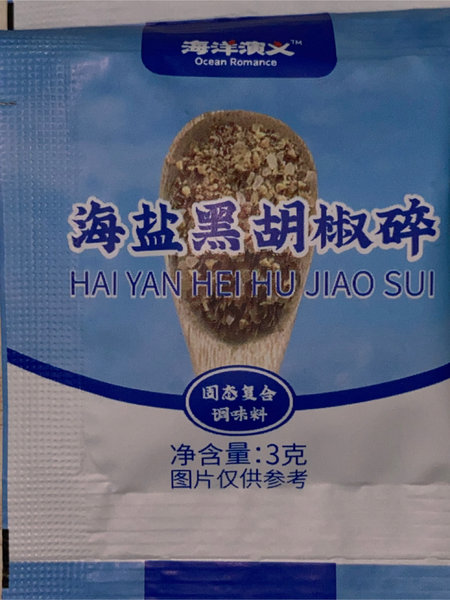 海洋演义™
Ocean Romance
海盐黑胡椒碎
HAI YAN HEI HU JIAO SUI
固态复合
调味料
净含量:3克
图片仅供参考